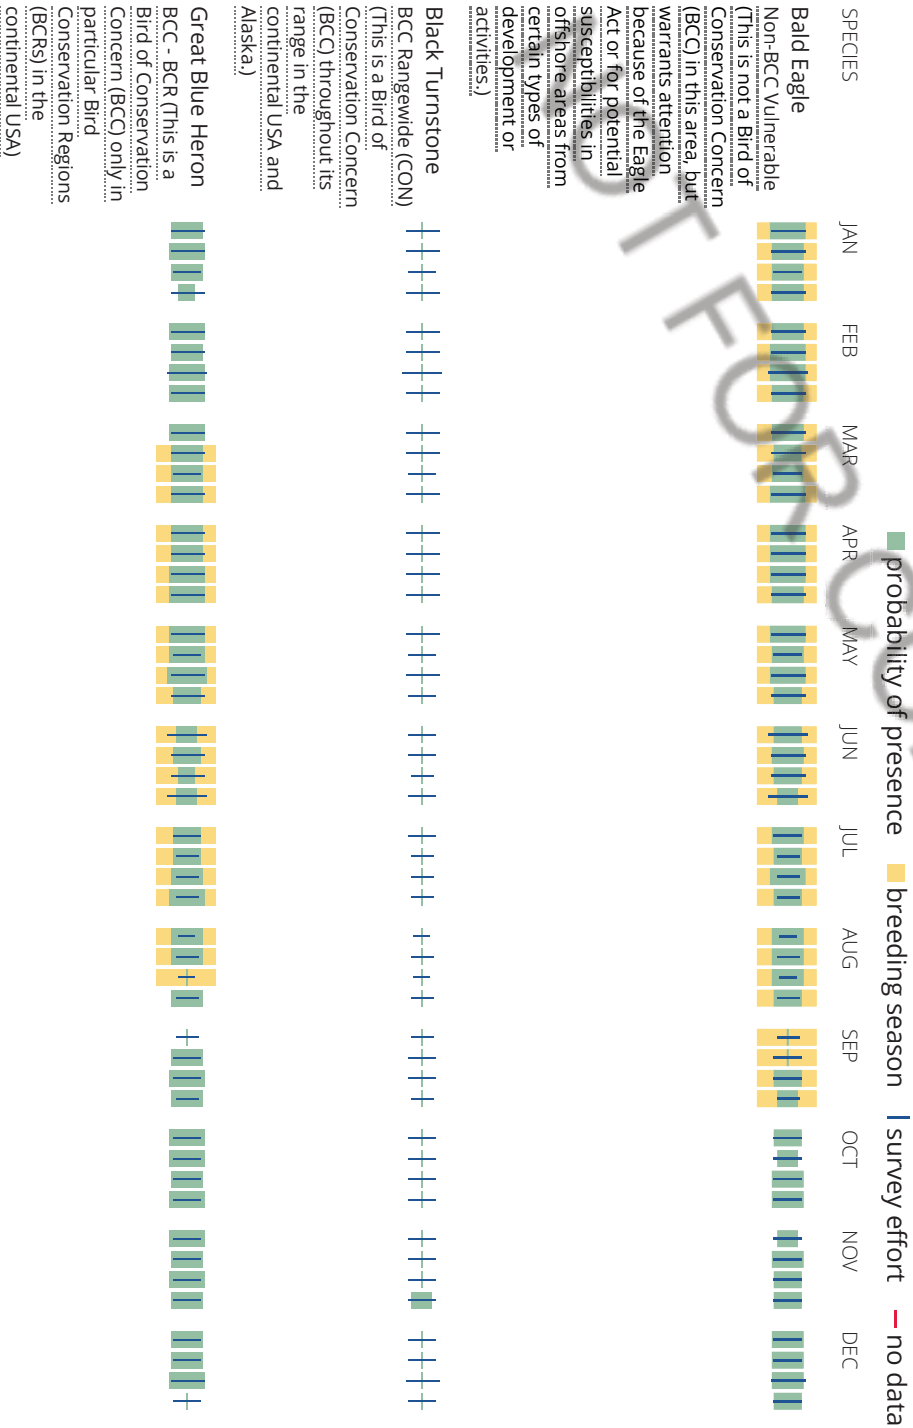 probability of presence breeding season survey effort no data
SPECIES JAN FEB MAR APR MAY JUN JUL AUG SEP OCT NOV DEC
Bald Eagle
Non-BCC Vulnerable
(This is not a Bird of
Conservation Concern
(BCC) in this area, but
warrants attention
because of the Eagle
Act or for potential
susceptibilities in
offshore areas from
certain types of
development or
activities.)
Black Turnstone
BCC Rangewide (CON)
(This is a Bird of
Conservation Concern
(BCC) throughout its
range in the
continental USA and
Alaska.)
Great Blue Heron
BCC - BCR (This is a
Bird of Conservation
Concern (BCC) only in
particular Bird
Conservation Regions
(BCRs) in the
continental USA)
NOT FOR CO